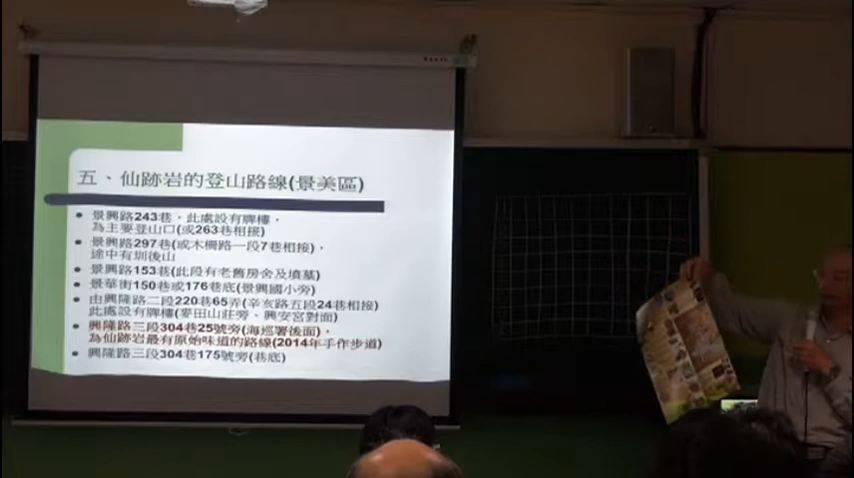 五、仙跡岩的登山路線(景美區)
景興路243巷，此處設有牌樓，
為主要登山口(或263巷相接)
景興路297巷(或木柵路一段7巷相接)，
途中有圳後山
景興路153巷(此段有老舊房舍及墳墓)
景華街150巷或176巷底(景興國小旁)
由興隆路二段220巷65弄(辛亥路五段24巷相接)
此處設有牌樓(麥田山莊旁、興安宮對面)
興隆路三段304巷25號旁(海巡署後面)，
為仙跡岩最有原始味道的路線(2014年手作步道)
興隆路三段304巷175號旁(巷底)